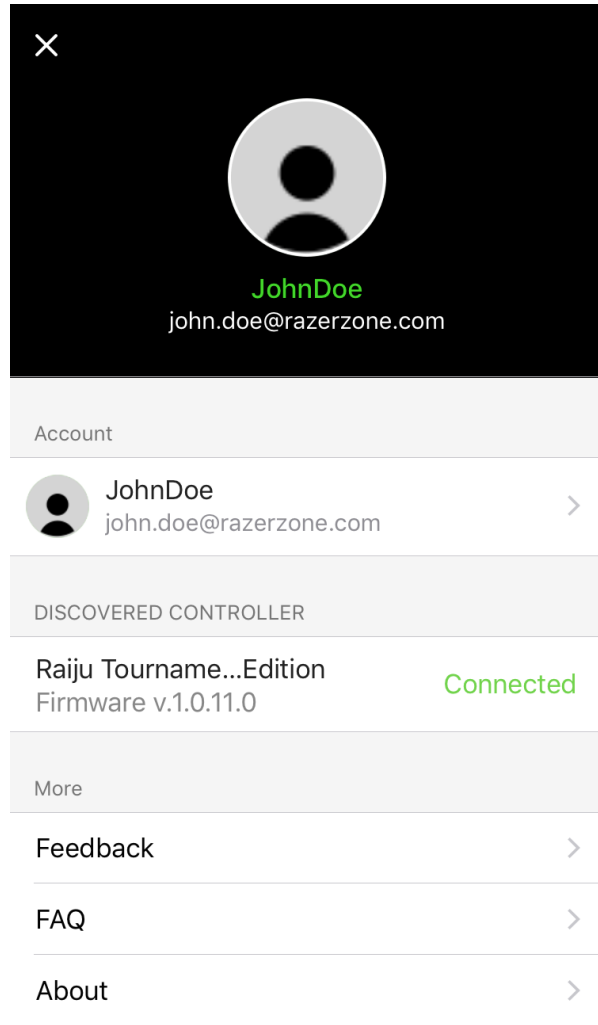 JohnDoe
john.doe@razerzone.com
Account
JohnDoe
john.doe@razerzone.com
DISCOVERED CONTROLLER
Raiju Tourname...Edition
Connected
Firmware v.1.0.11.0
More
Feedback
FAQ
About